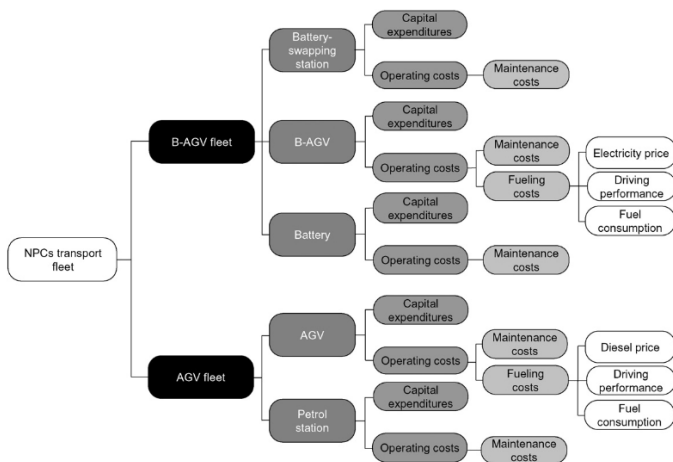 NPCs transport
fleet
B-AGV fleet
Battery-
swapping
station
Capital
expenditures
Operating costs
Maintenance
costs
B-AGV
Capital
expenditures
Operating costs
Maintenance
costs
Fueling
costs
Electricity price
Driving
performance
Fuel
consumption
Battery
Capital
expenditures
Operating costs
Maintenance
costs
AGV fleet
AGV
Capital
expenditures
Operating costs
Maintenance
costs
Fueling
costs
Diesel price
Driving
performance
Fuel
consumption
Petrol
station
Capital
expenditures
Operating costs
Maintenance
costs